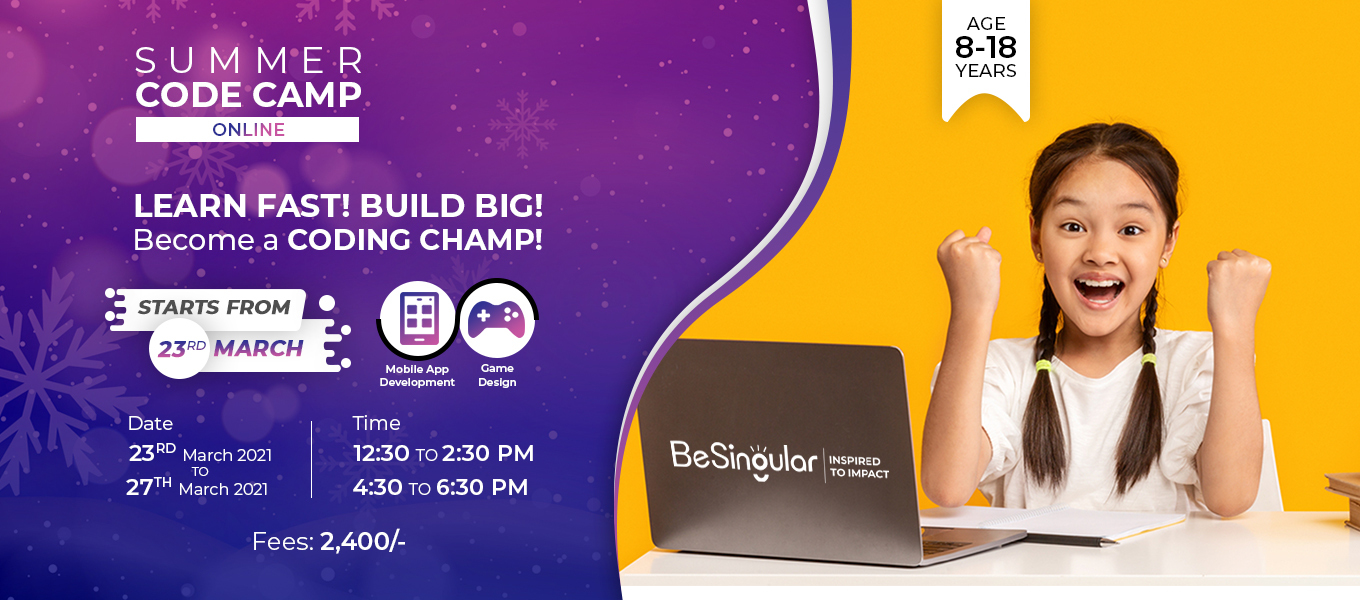 SUMMER
CODE CAMP
ONLINE
LEARN FAST! BUILD BIG!
Become a CODING CHAMP!
STARTS FROM
23RD MARCH
Mobile App
Development
Game
Design
Date
23RD March 2021
TO
27TH March 2021
Time
12:30 TO 2:30 PM
4:30 TO 6:30 PM
Fees: 2,400/-
AGE
8-18
YEARS
BeSingular
INSPIRED
TO IMPACT